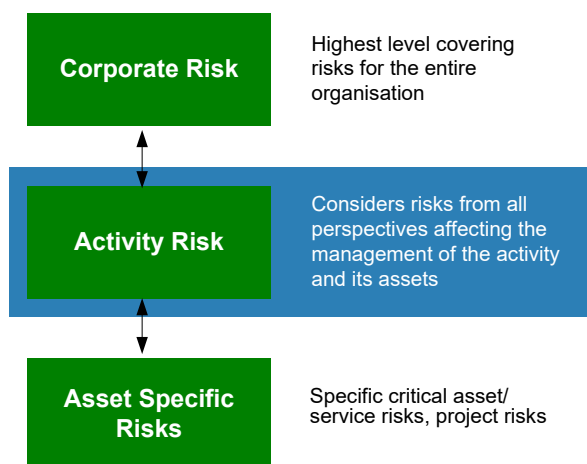 Corporate Risk
Highest level covering
risks for the entire
organisation
Activity Risk
Considers risks from all
perspectives affecting the
management of the activity
and its assets
Asset Specific
Risks
Specific critical asset/
service risks, project risks